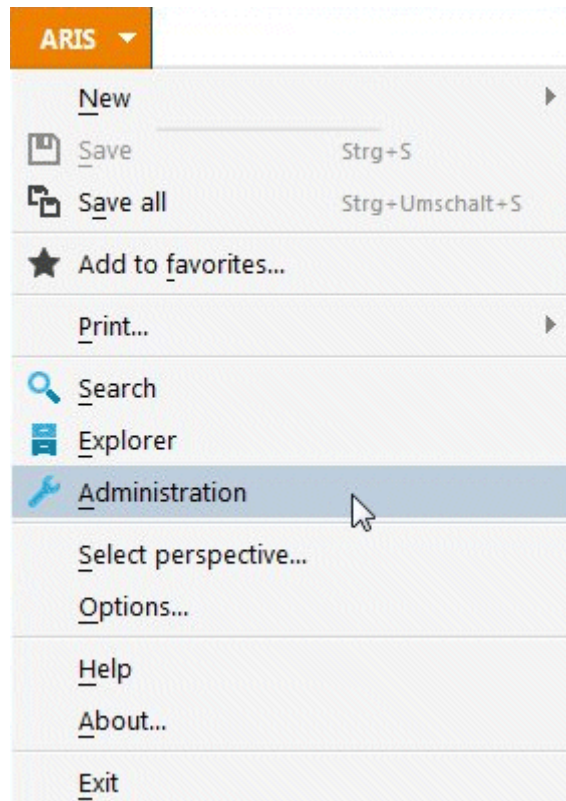 ARIS
New
Save Strg+S
Save all Strg+Umschalt+S
Add to favorites...
Print...
Search
Explorer
Administration
Select perspective...
Options...
Help
About...
Exit